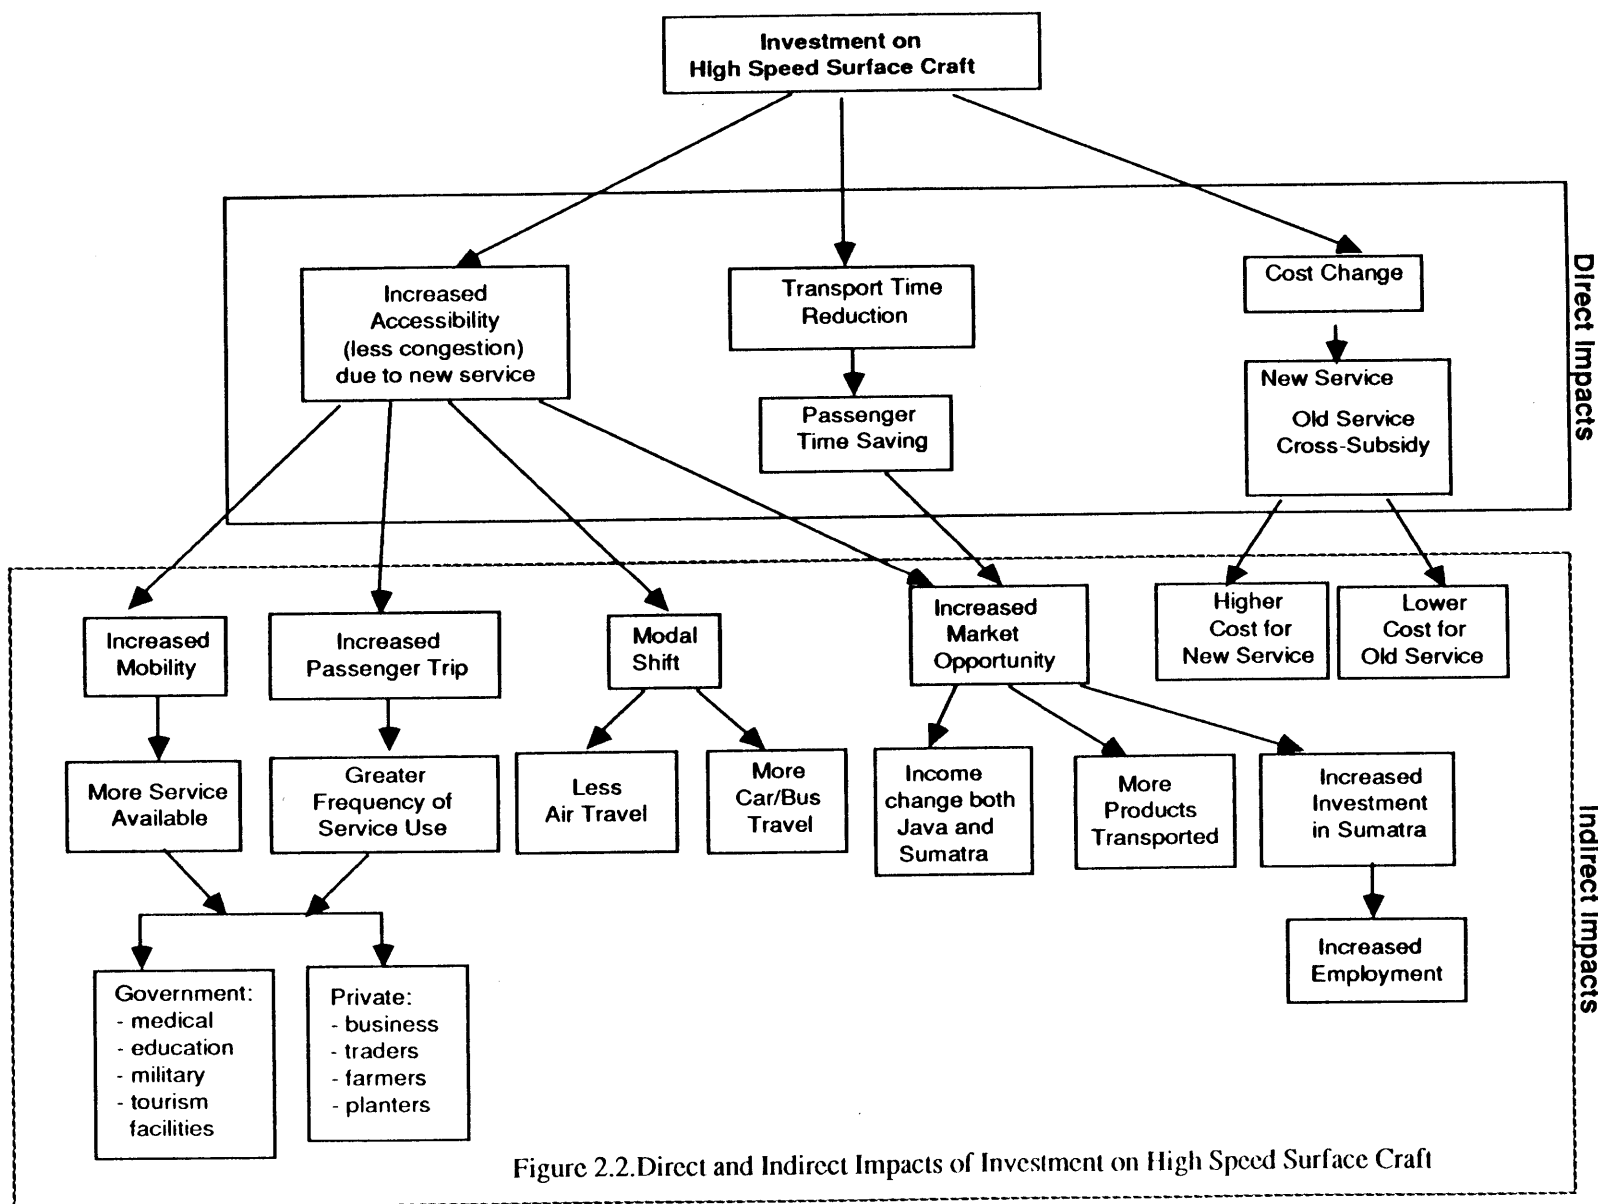 Investment on
High Speed Surface Craft
Direct Impacts
Increased
Accessibility
(less congestion)
due to new service
Transport Time
Reduction
Cost Change
Passenger
Time Saving
New Service
Old Service
Cross-Subsidy
Indirect Impacts
Increased
Mobility
Increased
Passenger Trip
Modal
Shift
Increased
Market
Opportunity
Higher
Cost for
New Service
Lower
Cost for
Old Service
More Service
Available
Greater
Frequency of
Service Use
Less
Air Travel
More
Car/Bus
Travel
Income
change both
Java and
Sumatra
More
Products
Transported
Increased
Investment
in Sumatra
Increased
Employment
Government:
- medical
- education
- military
- tourism
facilities
Private:
- business
- traders
- farmers
- planters
Figure 2.2.Direct and Indirect Impacts of Investment on High Speed Surface Craft